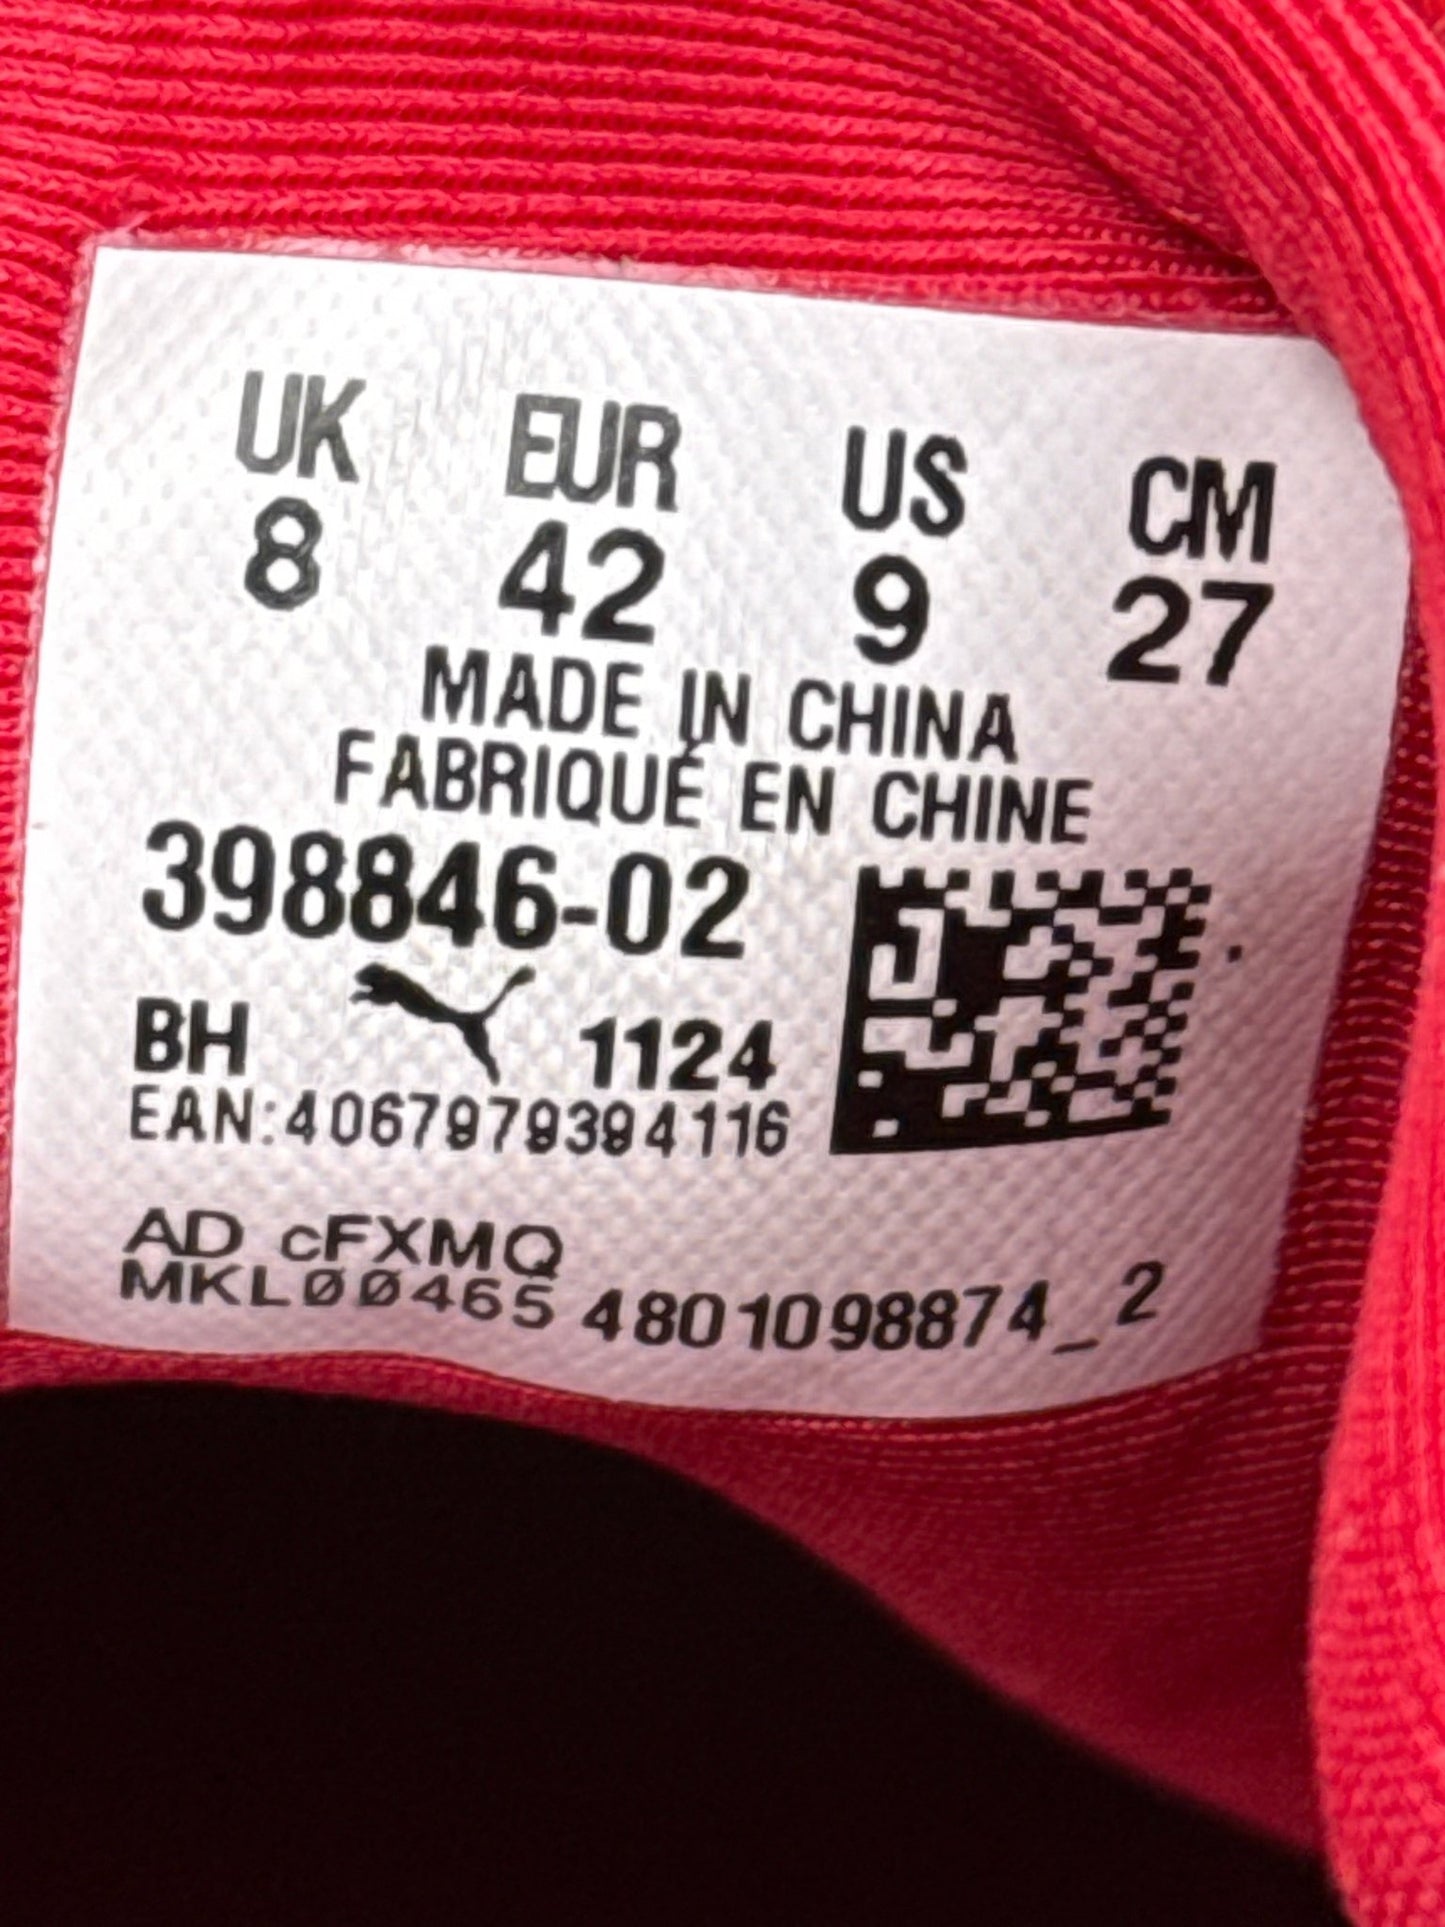 UK EUR US CM
8 42 9 27
MADE IN CHINA
FABRIQUÉ EN CHINE
398846-02
BH 1124
EAN:4067979394116
AD cFXMQ
MKL00465 4801098874_2